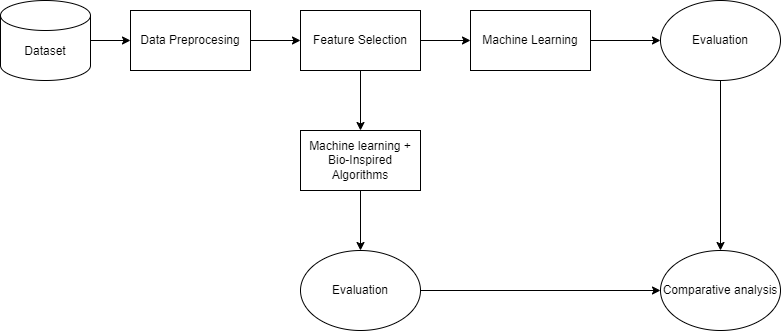 Dataset
Data Preprocesing
Feature Selection
Machine Learning
Evaluation
Machine learning +
Bio-Inspired
Algorithms
Evaluation
Comparative analysis